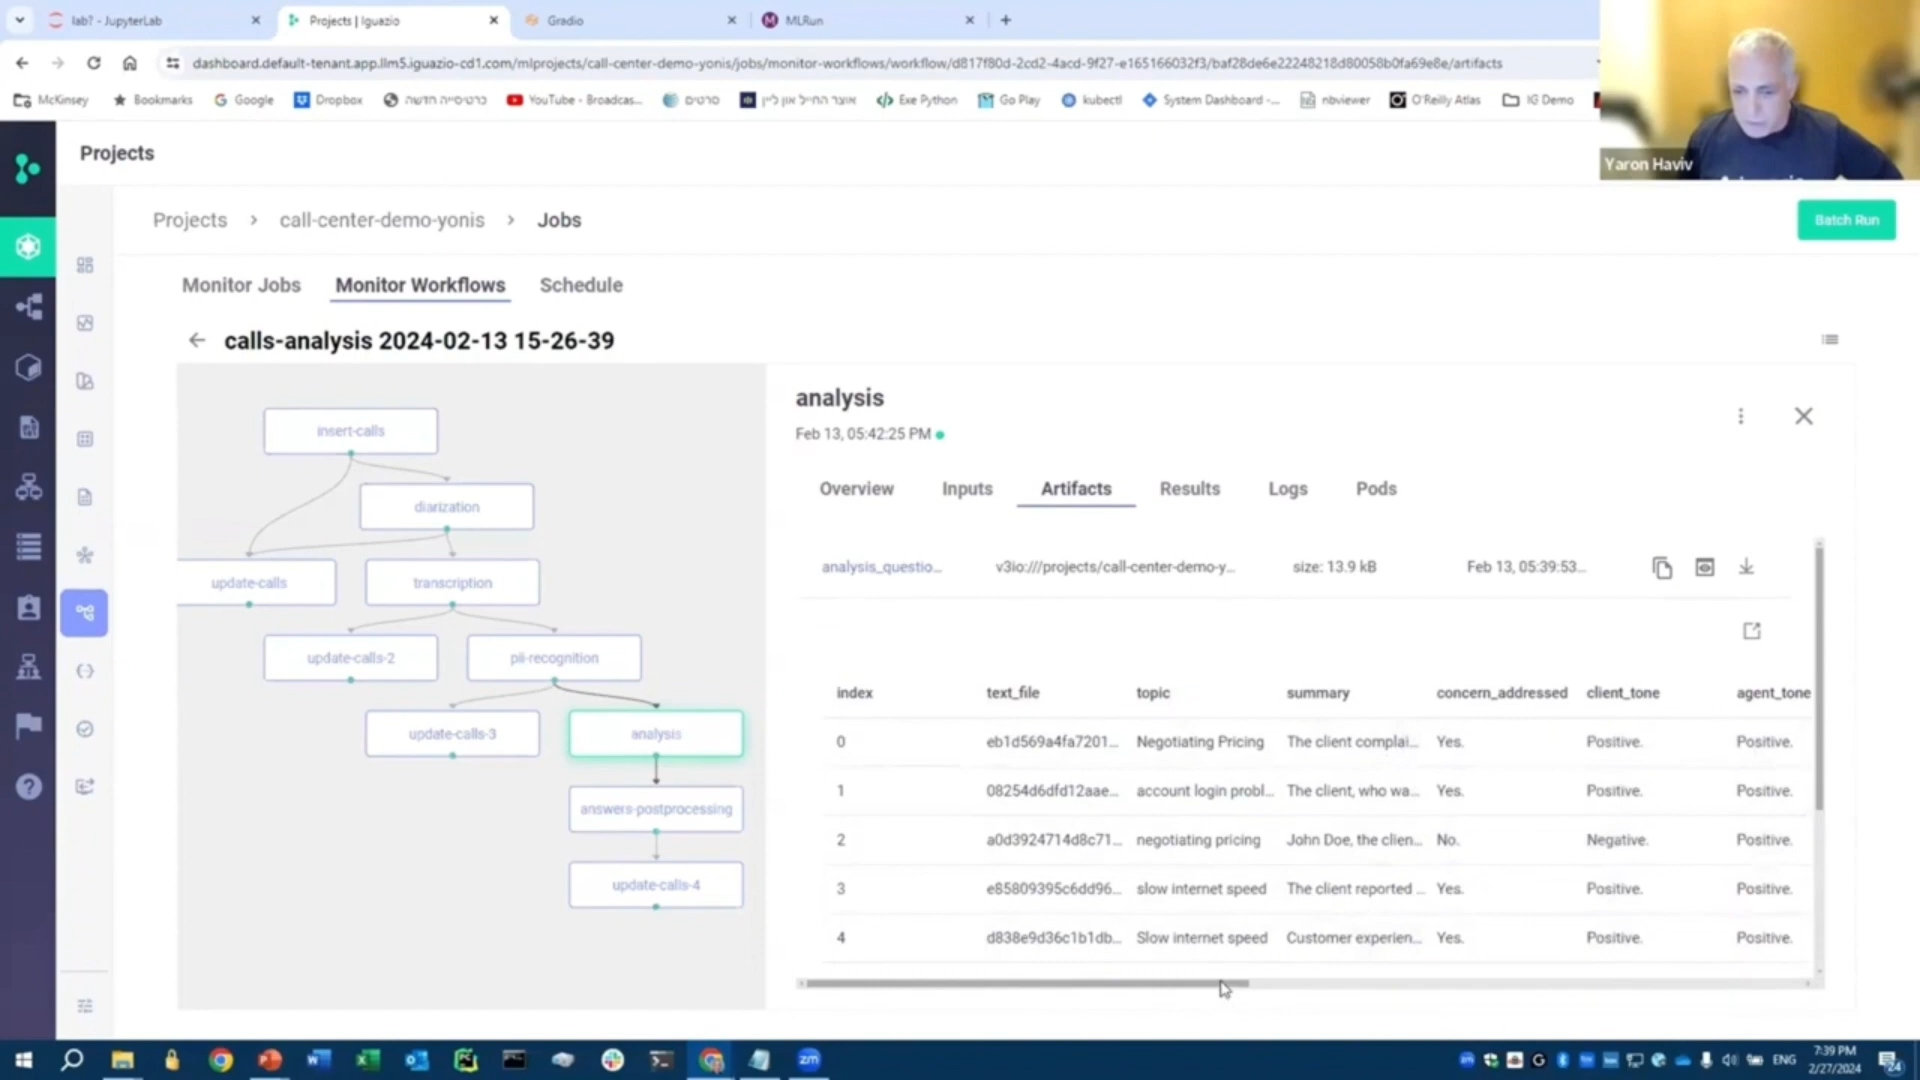 lab? - JupyterLab
Projects | Iguazio
Gradio
MLRun
dashboard.default-tenant.app.llm5.iguazio-cd1.com/mlprojects/call-center-demo-yonis/jobs/monitor-workflows/workflow/d817f80d-2cd2-4acd-9f27-e165166032f3/baf28de6e22248218d80058b0fa69e8e/artifacts
McKinsey
Bookmarks
Google
Dropbox
כרטיסייה חדשה
YouTube - Broadcas...
סרטים
אוצר החייל און ליין
Exe Python
Go Play
kubectl
System Dashboard -...
nbviewer
O'Reilly Atlas
IG Demo
Yaron Haviv
Projects
Projects > call-center-demo-yonis > Jobs
Batch Run
Monitor Jobs
Monitor Workflows
Schedule
calls-analysis 2024-02-13 15-26-39
insert-calls
diarization
update-calls
transcription
update-calls-2
pii-recognition
update-calls-3
analysis
answers-postprocessing
update-calls-4
analysis
Feb 13, 05:42:25 PM
Overview Inputs Artifacts Results Logs Pods
analysis_questio... v3io:///projects/call-center-demo-y... size: 13.9 kB Feb 13, 05:39:53...
index text_file topic summary concern_addressed client_tone agent_tone
0 eb1d569a4fa7201... Negotiating Pricing The client complai... Yes. Positive. Positive.
1 08254d6dfd12aae... account login probl... The client, who wa... Yes. Positive. Positive.
2 a0d3924714d8c71... negotiating pricing John Doe, the clien... No. Negative. Positive.
3 e85809395c6dd96... slow internet speed The client reported ... Yes. Positive. Positive.
4 d838e9d36c1b1db... Slow internet speed Customer experien... Yes. Positive. Positive.
zm
ENG
7:39 PM
2/27/2024
24